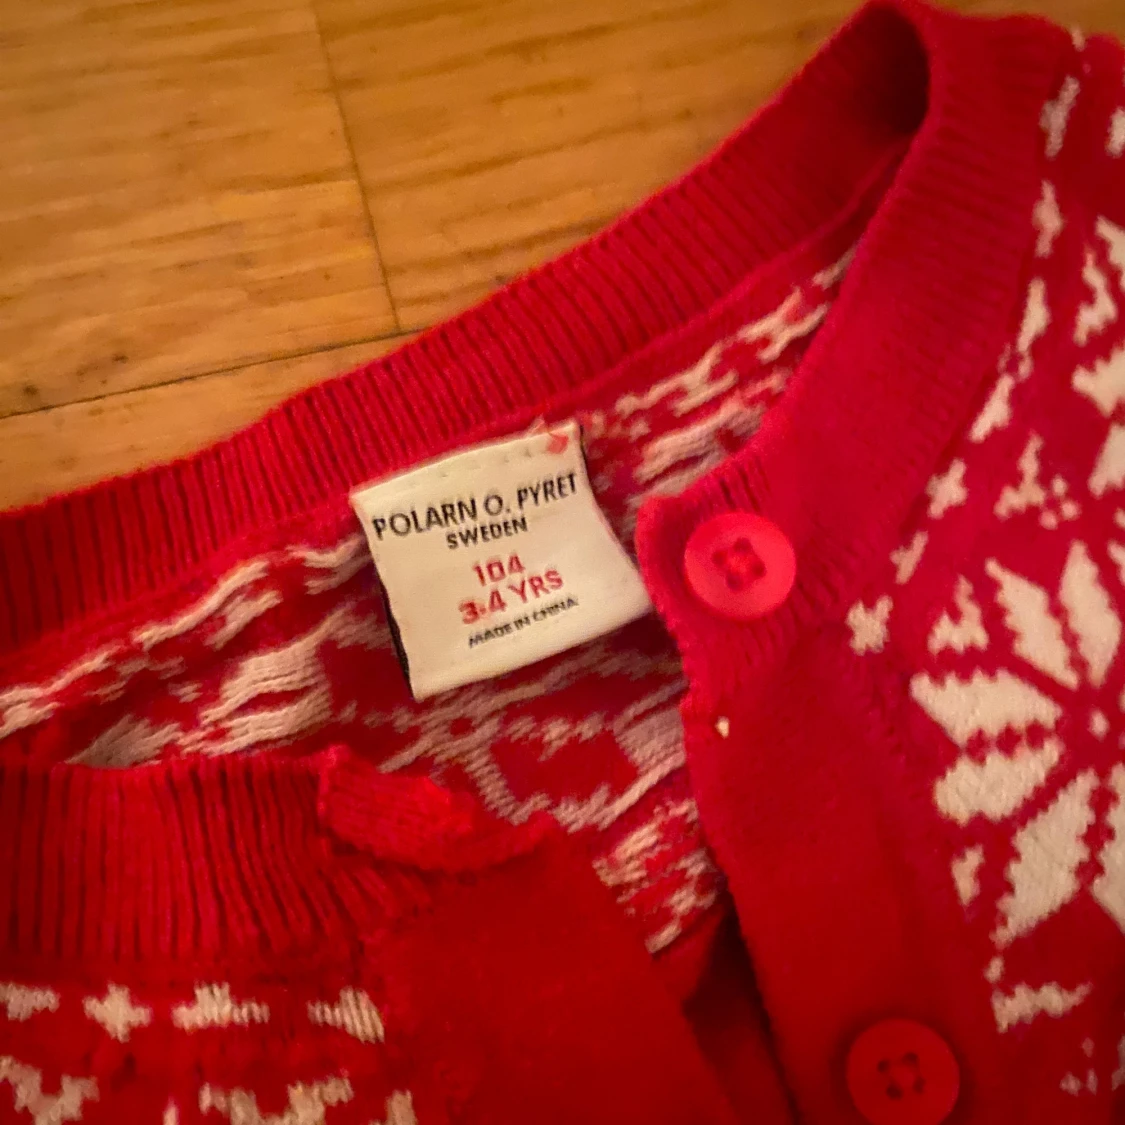 POLARN O. PYRET
SWEDEN
104
3-4 YRS
MADE IN CHINA